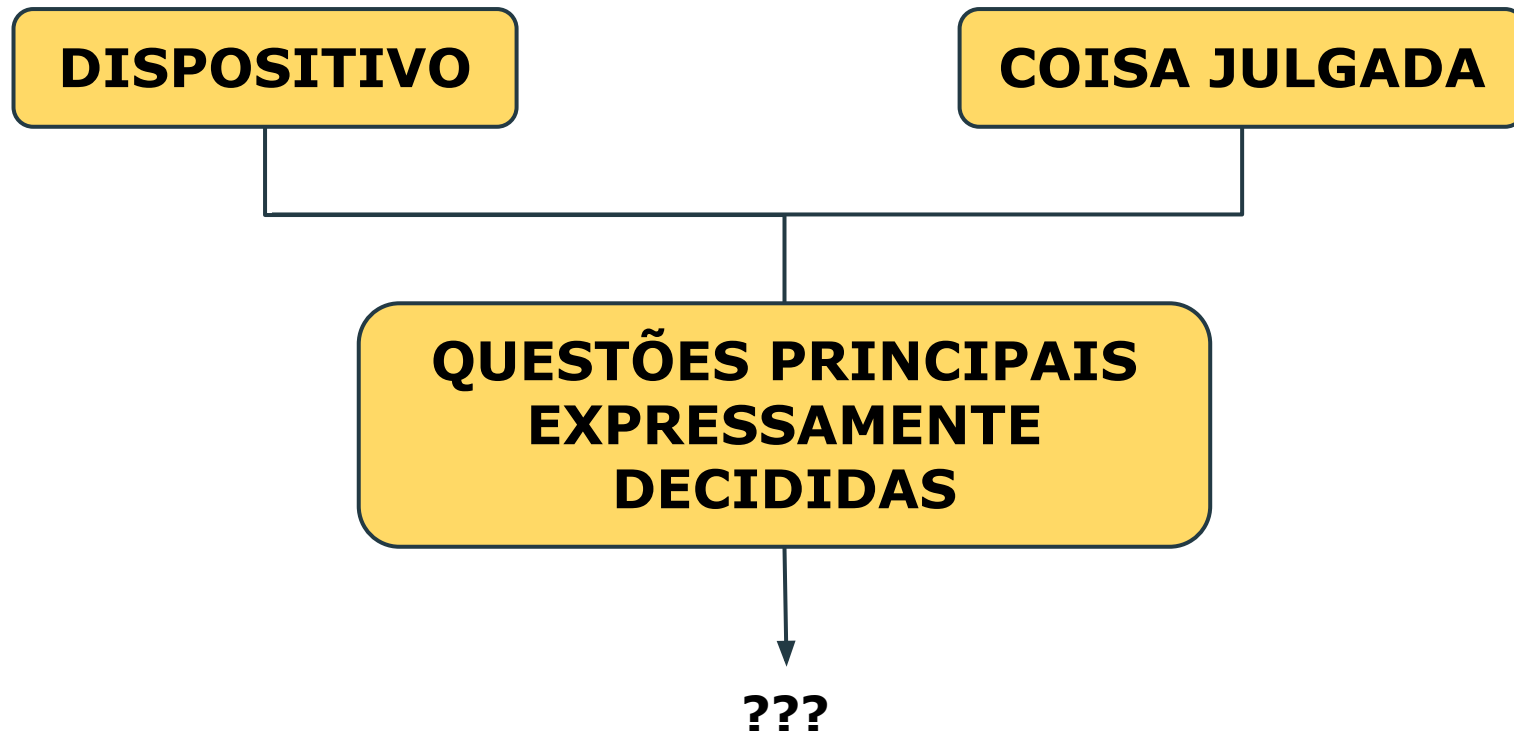 DISPOSITIVO
COISA JULGADA
QUESTÕES PRINCIPAIS
EXPRESSAMENTE
DECIDIDAS
???